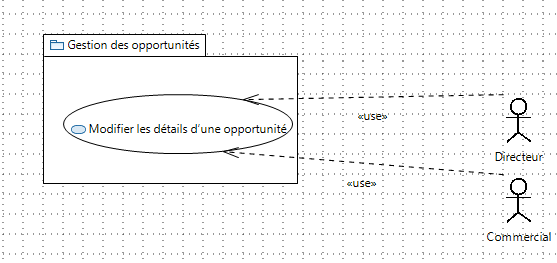 Gestion des opportunités
Modifier les détails d’une opportunité
«use»
Directeur
«use»
Commercial